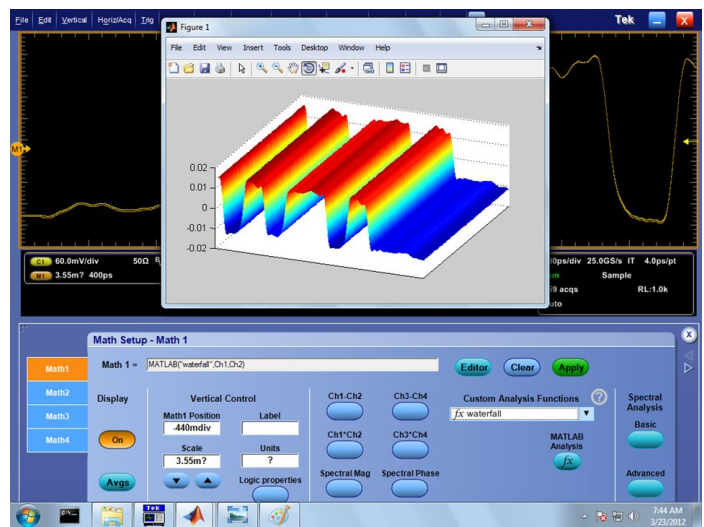 File Edit Vertical Horiz/Acq Trig
Tek
Figure 1
File Edit View Insert Tools Desktop Window Help
0.02
0.01
0
-0.01
-0.02
M1
C1 60.0mV/div 50Ω
M1 3.55m? 400ps
ps/div 25.0GS/s IT 4.0ps/pt
Sample
acqs RL:1.0k
uto
Math Setup - Math 1
Math1
Math2
Math3
Math4
Math 1 = MATLAB("waterfall",Ch1,Ch2)
Editor Clear Apply
Display
On
Avgs
Vertical Control
Math1 Position Label
-440mdiv
Scale Units
3.55m? ?
Logic properties
Ch1-Ch2 Ch3-Ch4
Ch1*Ch2 Ch3*Ch4
Spectral Mag Spectral Phase
Custom Analysis Functions
fx waterfall
MATLAB Analysis
fx
Spectral Analysis
Basic
Advanced
Tek
7:44 AM
3/23/2012